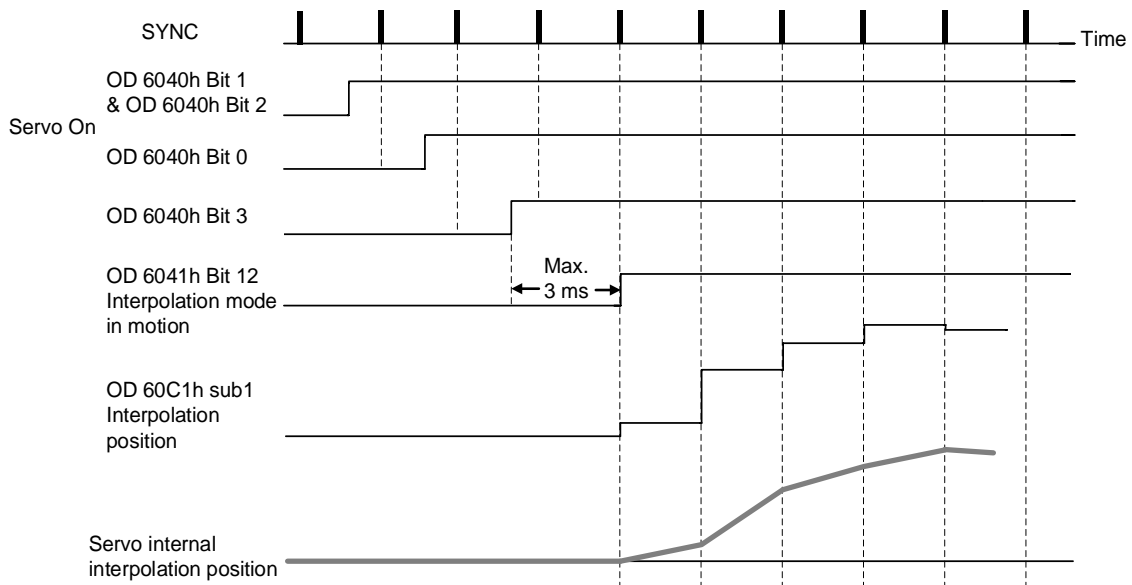 SYNC
Time
OD 6040h Bit 1
& OD 6040h Bit 2
Servo On
OD 6040h Bit 0
OD 6040h Bit 3
OD 6041h Bit 12
Interpolation mode
in motion
Max.
3 ms
OD 60C1h sub1
Interpolation
position
Servo internal
interpolation position